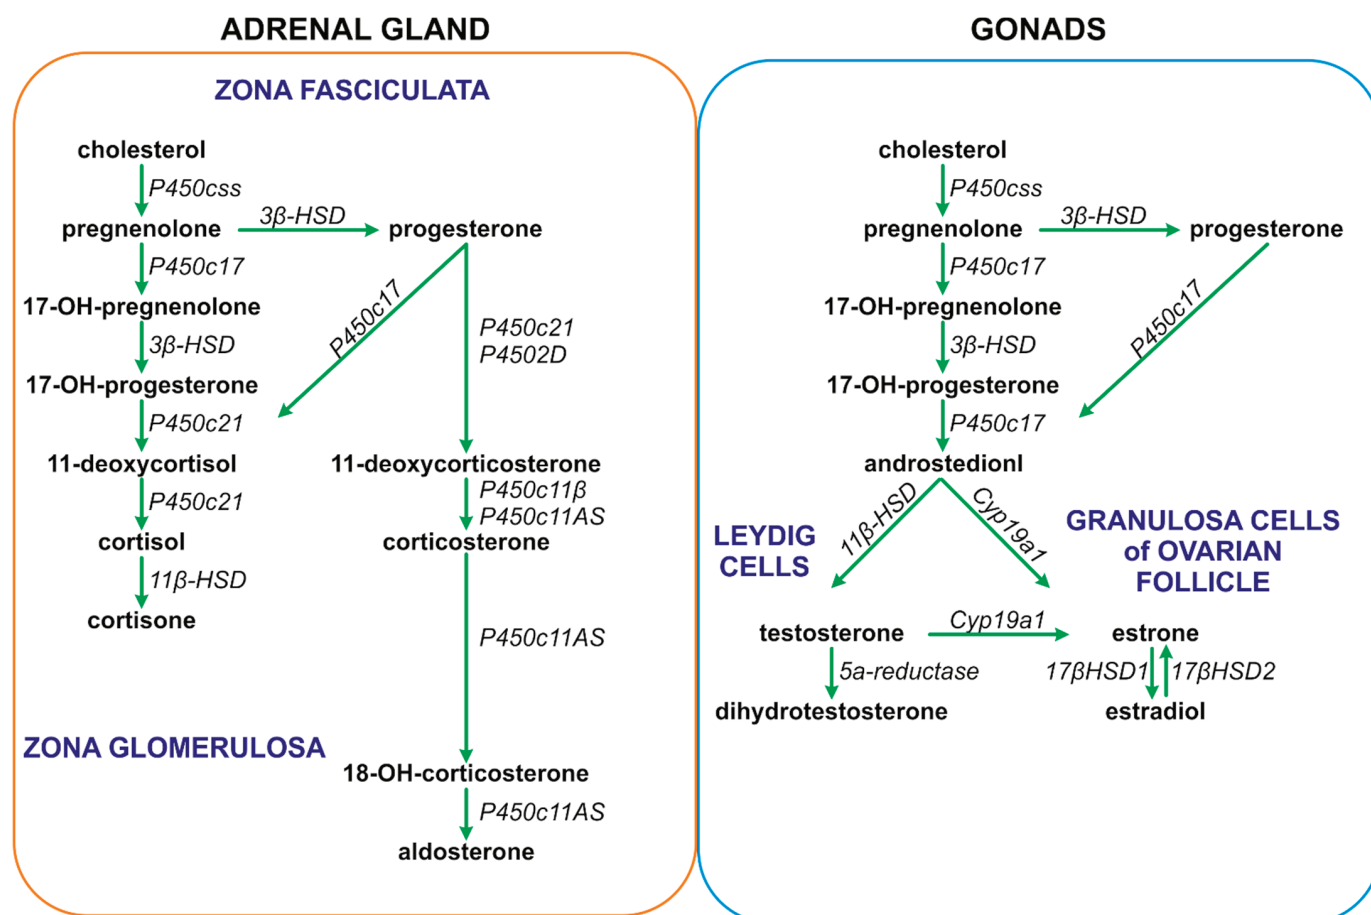 ADRENAL GLAND
ZONA FASCICULATA
cholesterol
P450css
pregnenolone
3β-HSD
progesterone
P450c17
17-OH-pregnenolone
P450c17
P450c21
P4502D
3β-HSD
17-OH-progesterone
P450c21
11-deoxycortisol
11-deoxycorticosterone
P450c21
P450c11β
P450c11AS
cortisol
corticosterone
11β-HSD
cortisone
P450c11AS
ZONA GLOMERULOSA
18-OH-corticosterone
P450c11AS
aldosterone
GONADS
cholesterol
P450css
pregnenolone
3β-HSD
progesterone
P450c17
17-OH-pregnenolone
P450c17
3β-HSD
17-OH-progesterone
P450c17
androstedionl
11β-HSD
Cyp19a1
LEYDIG
CELLS
GRANULOSA CELLS
of OVARIAN
FOLLICLE
testosterone
Cyp19a1
estrone
5a-reductase
17βHSD1
17βHSD2
dihydrotestosterone
estradiol